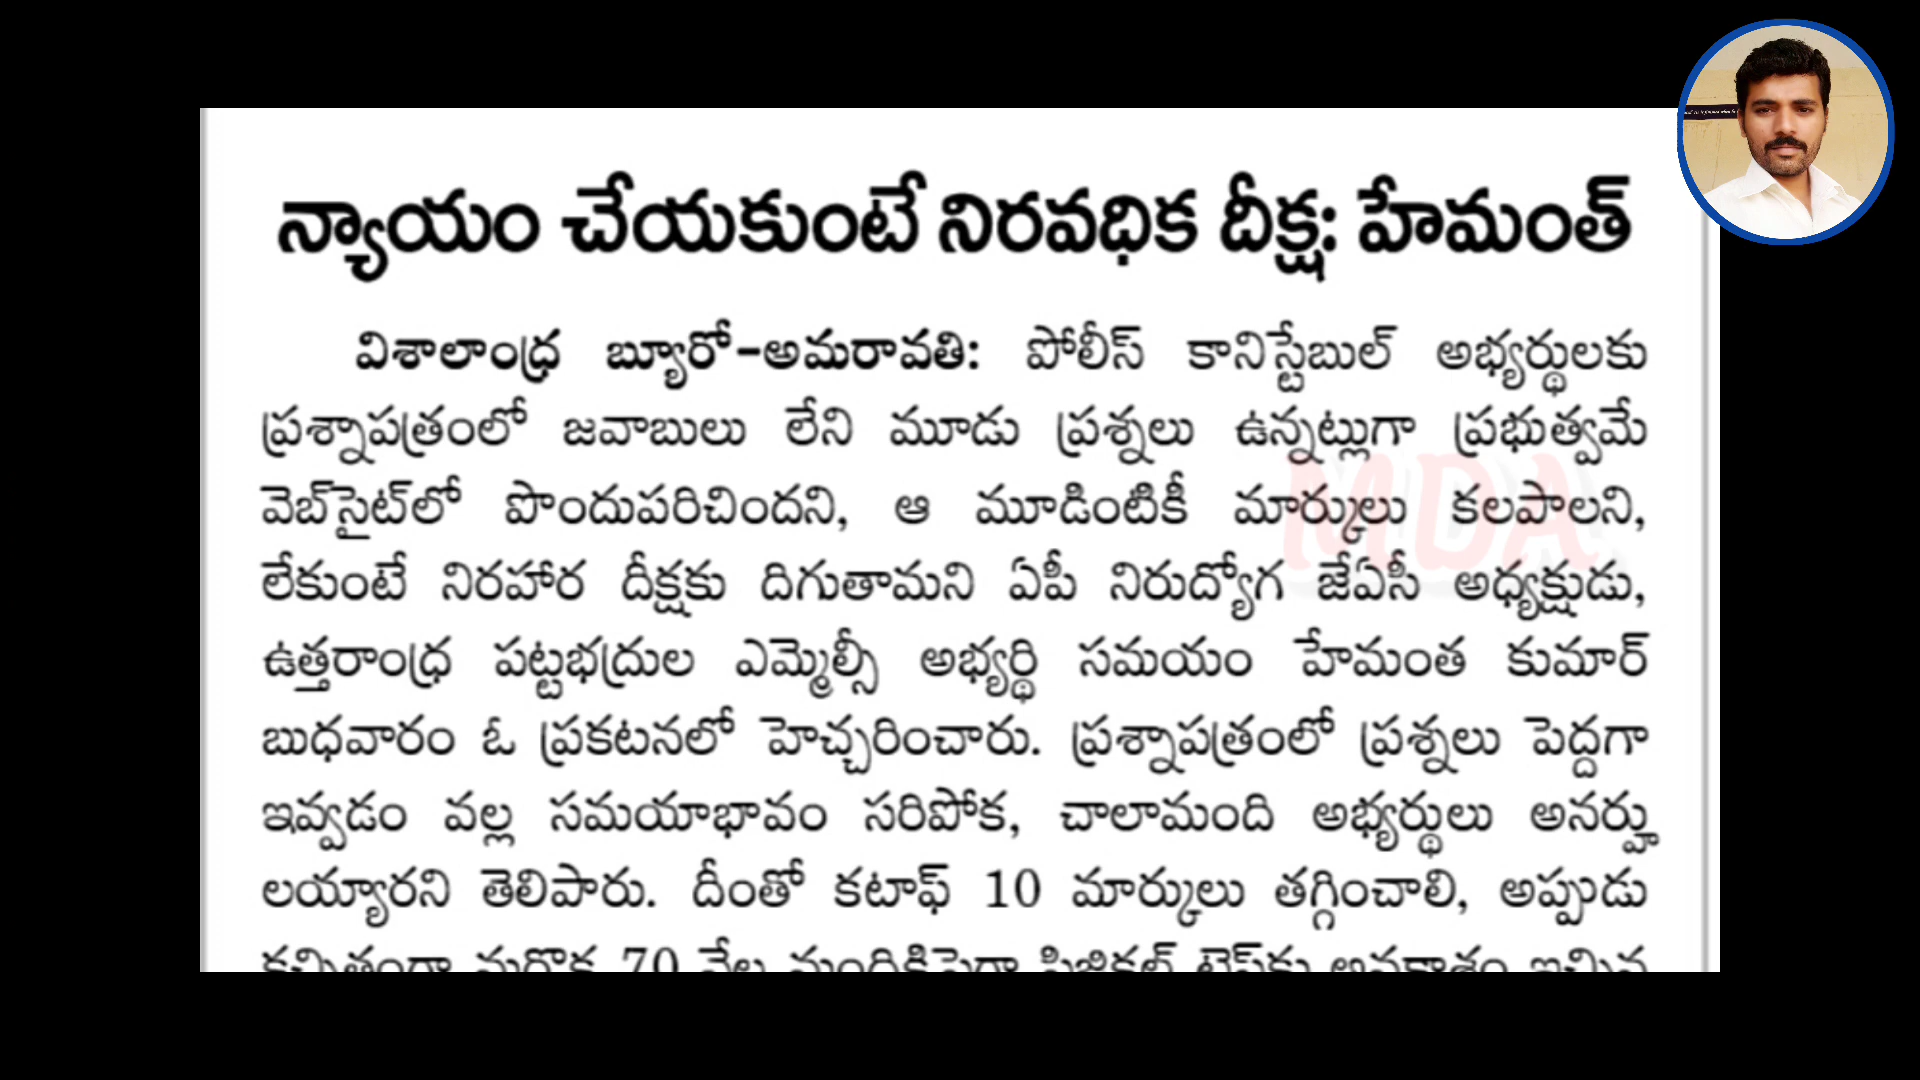 న్యాయం చేయకుంటే నిరవధిక దీక్ష: హేమంత్
విశాలాంధ్ర బ్యూరో-అమరావతి: పోలీస్ కానిస్టేబుల్ అభ్యర్థులకు
ప్రశ్నాపత్రంలో జవాబులు లేని మూడు ప్రశ్నలు ఉన్నట్లుగా ప్రభుత్వమే
వెబ్‌సైట్‌లో పొందుపరిచిందని, ఆ మూడింటికీ మార్కులు కలపాలని,
లేకుంటే నిరహార దీక్షకు దిగుతామని ఏపీ నిరుద్యోగ జేఏసీ అధ్యక్షుడు,
ఉత్తరాంధ్ర పట్టభద్రుల ఎమ్మెల్సీ అభ్యర్థి సమయం హేమంత కుమార్
బుధవారం ఓ ప్రకటనలో హెచ్చరించారు. ప్రశ్నాపత్రంలో ప్రశ్నలు పెద్దగా
ఇవ్వడం వల్ల సమయాభావం సరిపోక, చాలామంది అభ్యర్థులు అనర్హు
లయ్యారని తెలిపారు. దీంతో కటాఫ్ 10 మార్కులు తగ్గించాలి, అప్పుడు
MDA